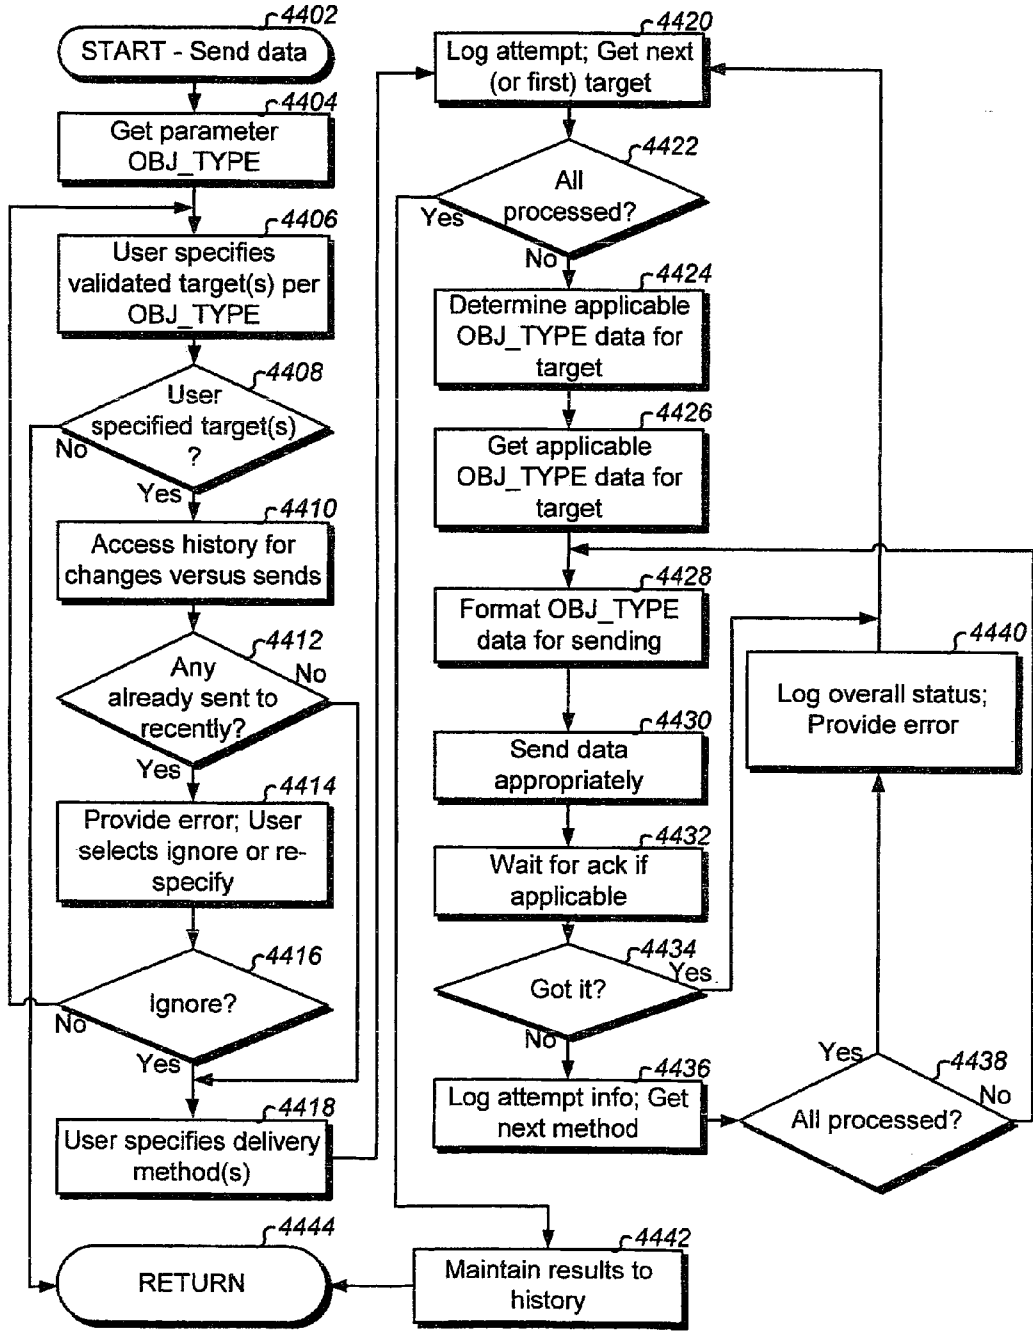 4402
START - Send data
4404
Get parameter
OBJ_TYPE
4406
User specifies
validated target(s) per
OBJ_TYPE
4408
User
specified target(s)
?
No
Yes
4410
Access history for
changes versus sends
4412
Any
already sent to
recently?
No
Yes
4414
Provide error; User
selects ignore or re-
specify
4416
Ignore?
No
Yes
4418
User specifies delivery
method(s)
4444
RETURN
4420
Log attempt; Get next
(or first) target
4422
All
processed?
Yes
No
4424
Determine applicable
OBJ_TYPE data for
target
4426
Get applicable
OBJ_TYPE data for
target
4428
Format OBJ_TYPE
data for sending
4430
Send data
appropriately
4432
Wait for ack if
applicable
4434
Got it?
Yes
No
4436
Log attempt info; Get
next method
4438
All processed?
Yes
No
4440
Log overall status;
Provide error
4442
Maintain results to
history